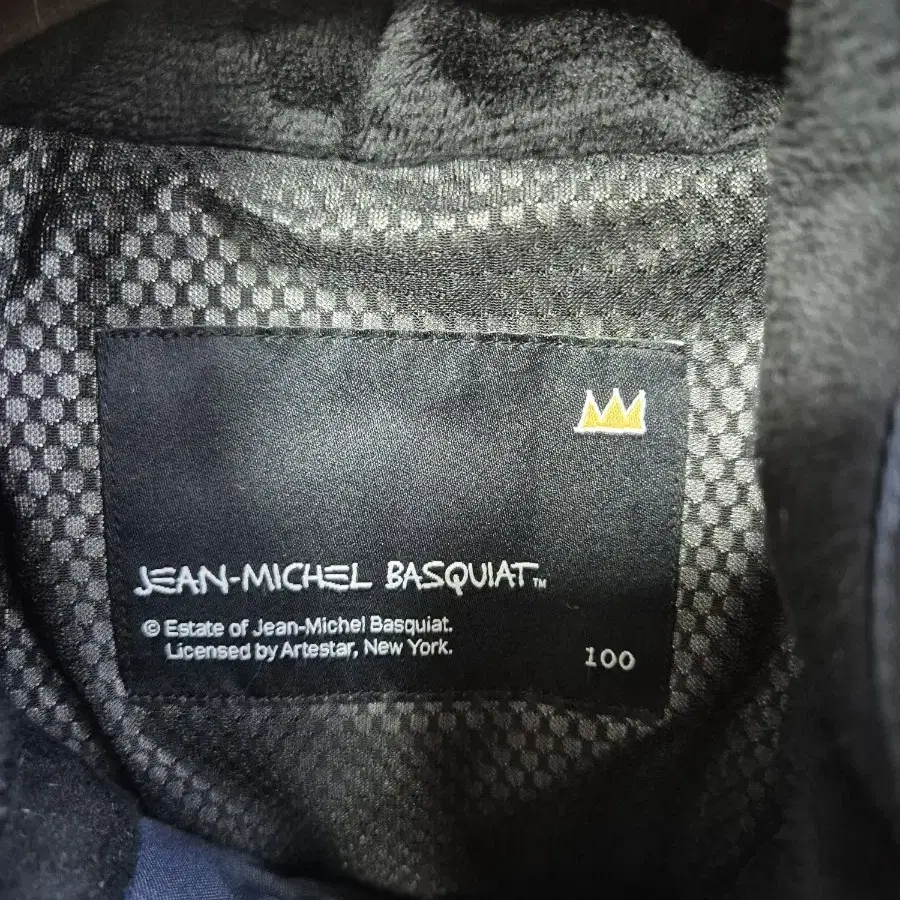 JEAN-MICHEL BASQUIAT™
© Estate of Jean-Michel Basquiat.
Licensed by Artestar, New York.
100